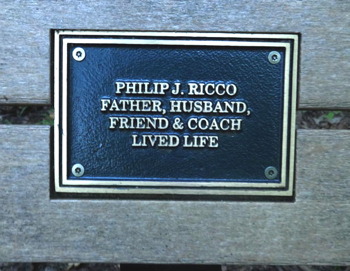 PHILIP J. RICCO
FATHER, HUSBAND,
FRIEND & COACH
LIVED LIFE